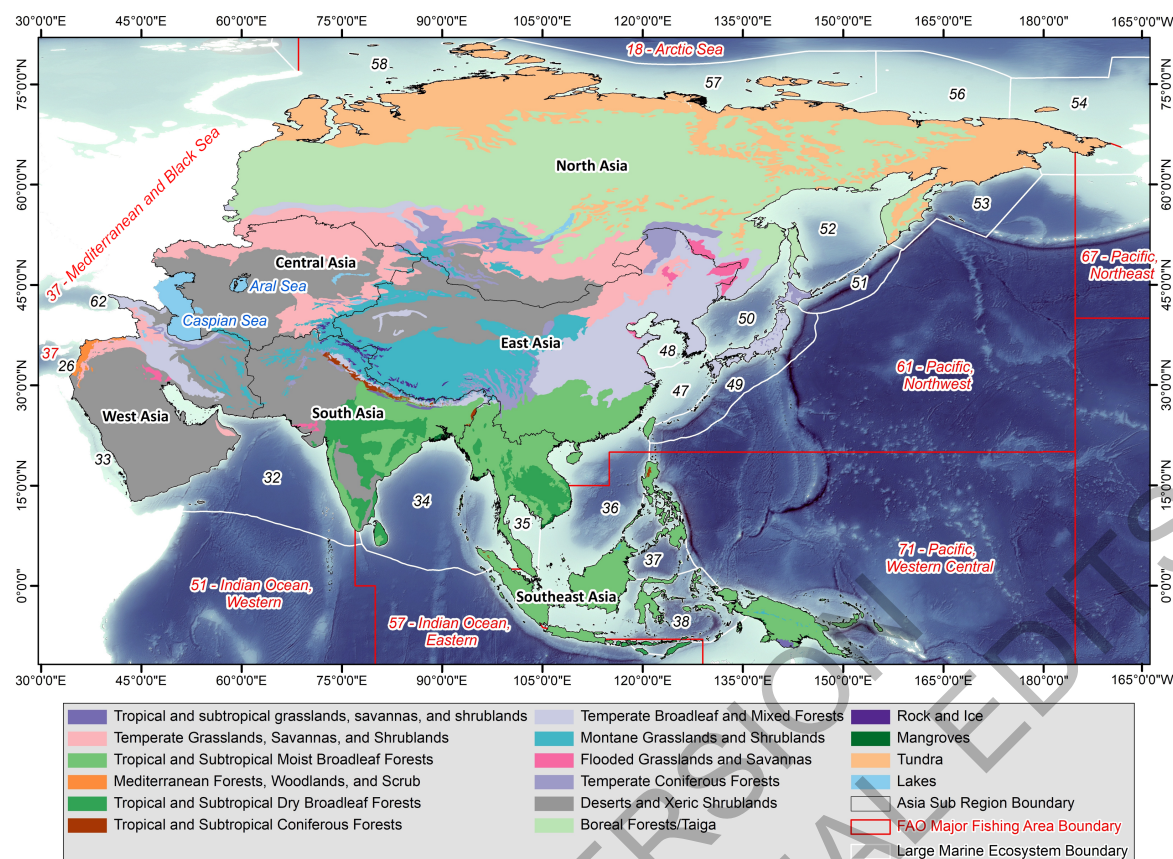 30°0'0"E 45°0'0"E 60°0'0"E 75°0'0"E 90°0'0"E 105°0'0"E 120°0'0"E 135°0'0"E 150°0'0"E 165°0'0"E 180°0'0" 165°0'0"W
18 - Arctic Sea
58
57
56
54
75°0'0"N
75°0'0"N
North Asia
60°0'0"N
60°0'0"N
37 - Mediterranean and Black Sea
53
52
67 - Pacific,
Northeast
Central Asia
Aral Sea
51
45°0'0"N
45°0'0"N
62
Caspian Sea
50
East Asia
37
26
48
61 - Pacific,
Northwest
47
49
30°0'0"N
30°0'0"N
West Asia
South Asia
33
32
34
36
15°0'0"N
15°0'0"N
35
37
71 - Pacific,
Western Central
51 - Indian Ocean,
Western
Southeast Asia
0°0'0"
0°0'0"
57 - Indian Ocean,
Eastern
38
30°0'0"E 45°0'0"E 60°0'0"E 75°0'0"E 90°0'0"E 105°0'0"E 120°0'0"E 135°0'0"E 150°0'0"E 165°0'0"E 180°0'0" 165°0'0"W
Tropical and subtropical grasslands, savannas, and shrublands
Temperate Grasslands, Savannas, and Shrublands
Tropical and Subtropical Moist Broadleaf Forests
Mediterranean Forests, Woodlands, and Scrub
Tropical and Subtropical Dry Broadleaf Forests
Tropical and Subtropical Coniferous Forests
Temperate Broadleaf and Mixed Forests
Montane Grasslands and Shrublands
Flooded Grasslands and Savannas
Temperate Coniferous Forests
Deserts and Xeric Shrublands
Boreal Forests/Taiga
Rock and Ice
Mangroves
Tundra
Lakes
Asia Sub Region Boundary
FAO Major Fishing Area Boundary
Large Marine Ecosystem Boundary